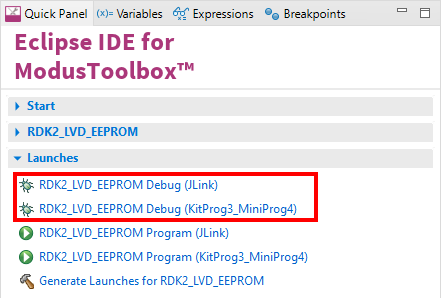 Quick Panel (x)= Variables Expressions Breakpoints
Eclipse IDE for
ModusToolbox™
Start
RDK2_LVD_EEPROM
Launches
RDK2_LVD_EEPROM Debug (JLink)
RDK2_LVD_EEPROM Debug (KitProg3_MiniProg4)
RDK2_LVD_EEPROM Program (JLink)
RDK2_LVD_EEPROM Program (KitProg3_MiniProg4)
Generate Launches for RDK2_LVD_EEPROM